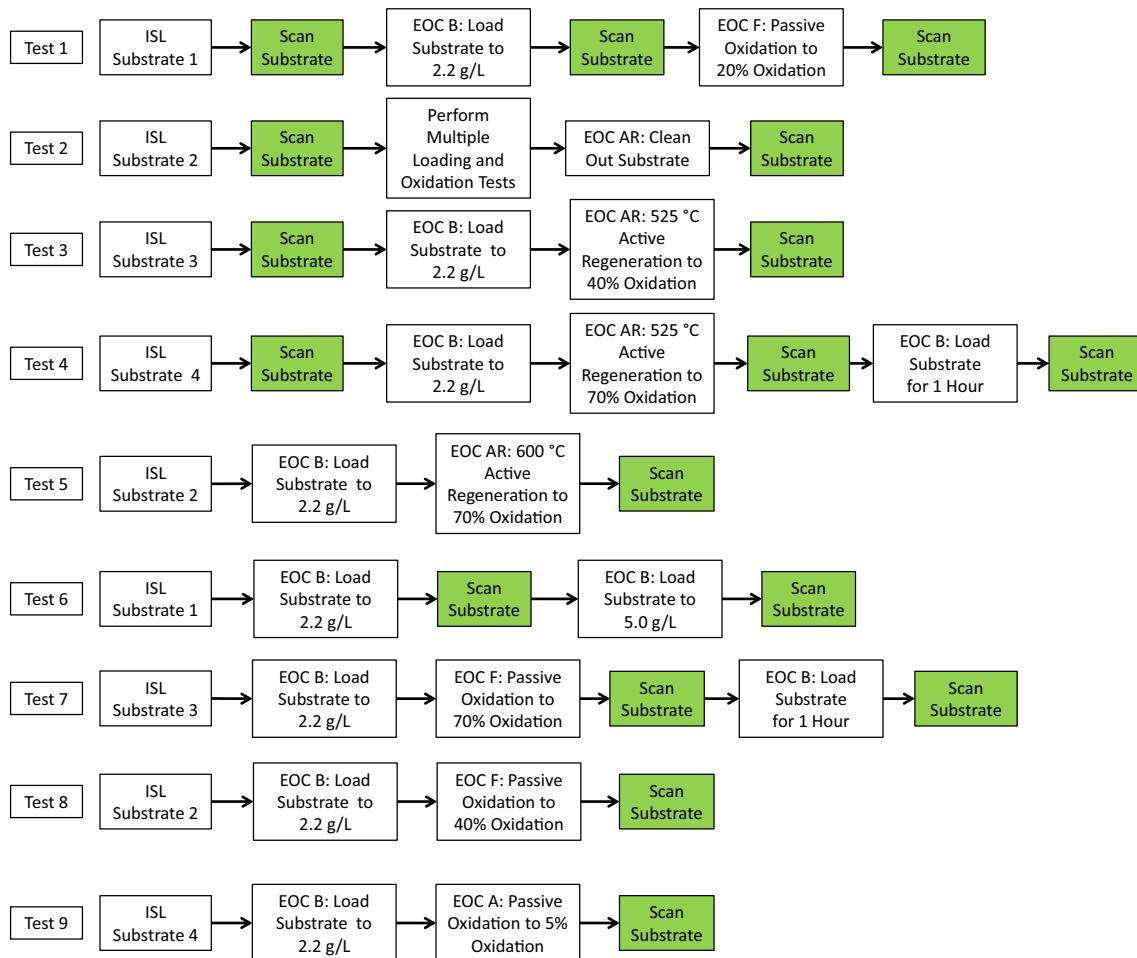 Test 1
ISL
Substrate 1
Scan
Substrate
EOC B: Load
Substrate to
2.2 g/L
Scan
Substrate
EOC F: Passive
Oxidation to
20% Oxidation
Scan
Substrate
Test 2
ISL
Substrate 2
Scan
Substrate
Perform
Multiple
Loading and
Oxidation Tests
EOC AR: Clean
Out Substrate
Scan
Substrate
Test 3
ISL
Substrate 3
Scan
Substrate
EOC B: Load
Substrate to
2.2 g/L
EOC AR: 525 °C
Active
Regeneration to
40% Oxidation
Scan
Substrate
Test 4
ISL
Substrate 4
Scan
Substrate
EOC B: Load
Substrate to
2.2 g/L
EOC AR: 525 °C
Active
Regeneration to
70% Oxidation
Scan
Substrate
EOC B: Load
Substrate
for 1 Hour
Scan
Substrate
Test 5
ISL
Substrate 2
EOC B: Load
Substrate to
2.2 g/L
EOC AR: 600 °C
Active
Regeneration to
70% Oxidation
Scan
Substrate
Test 6
ISL
Substrate 1
EOC B: Load
Substrate to
2.2 g/L
Scan
Substrate
EOC B: Load
Substrate to
5.0 g/L
Scan
Substrate
Test 7
ISL
Substrate 3
EOC B: Load
Substrate to
2.2 g/L
EOC F: Passive
Oxidation to
70% Oxidation
Scan
Substrate
EOC B: Load
Substrate
for 1 Hour
Scan
Substrate
Test 8
ISL
Substrate 2
EOC B: Load
Substrate to
2.2 g/L
EOC F: Passive
Oxidation to
40% Oxidation
Scan
Substrate
Test 9
ISL
Substrate 4
EOC B: Load
Substrate to
2.2 g/L
EOC A: Passive
Oxidation to 5%
Oxidation
Scan
Substrate